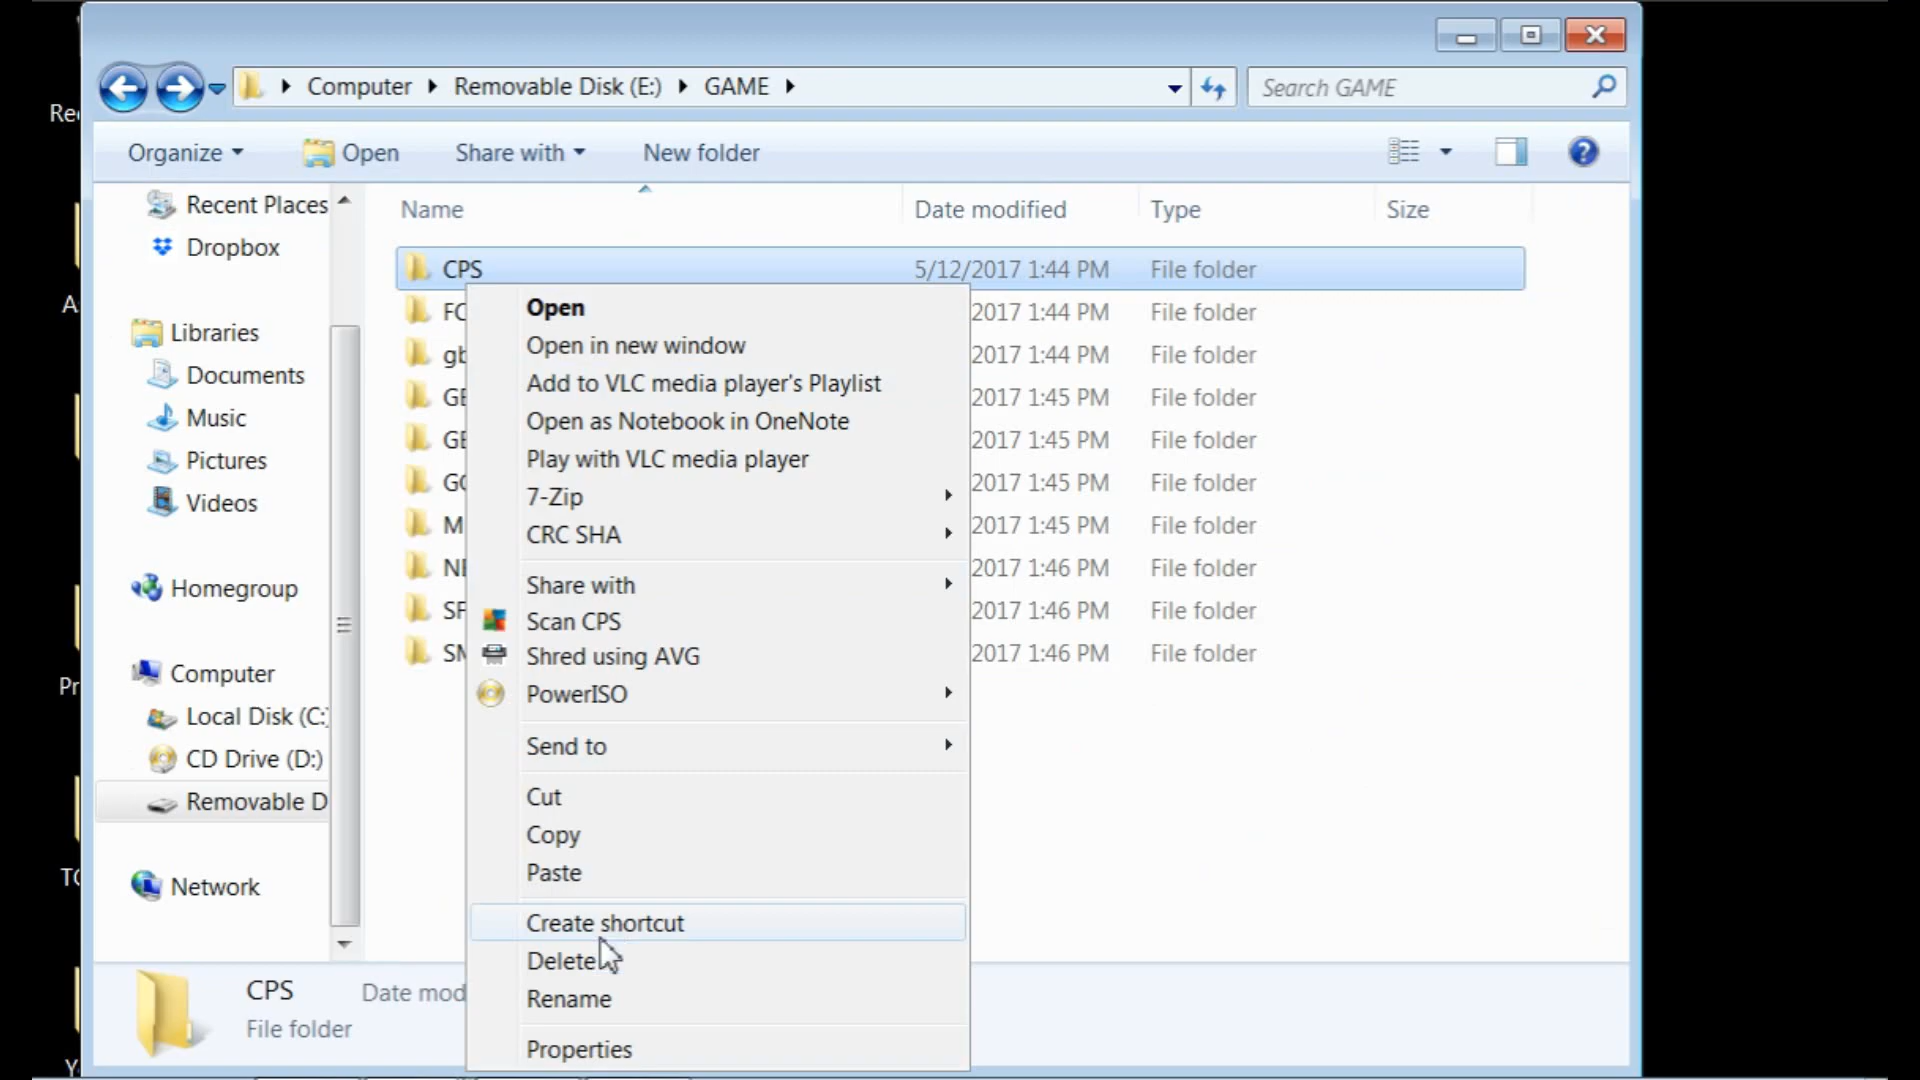 Computer Removable Disk (E:) GAME
Search GAME
Organize Open Share with New folder
Name Date modified Type Size
Recent Places
Dropbox
Libraries
Documents
Music
Pictures
Videos
Homegroup
Computer
Local Disk (C:
CD Drive (D:)
Removable D
Network
CPS 5/12/2017 1:44 PM File folder
2017 1:44 PM File folder
gb 2017 1:44 PM File folder
2017 1:45 PM File folder
2017 1:45 PM File folder
2017 1:45 PM File folder
M 2017 1:45 PM File folder
2017 1:46 PM File folder
2017 1:46 PM File folder
2017 1:46 PM File folder
Open
Open in new window
Add to VLC media player's Playlist
Open as Notebook in OneNote
Play with VLC media player
7-Zip
CRC SHA
Share with
Scan CPS
Shred using AVG
PowerISO
Send to
Cut
Copy
Paste
Create shortcut
Delete
Rename
Properties
CPS Date mod
File folder
Rec
A
Pr
Y